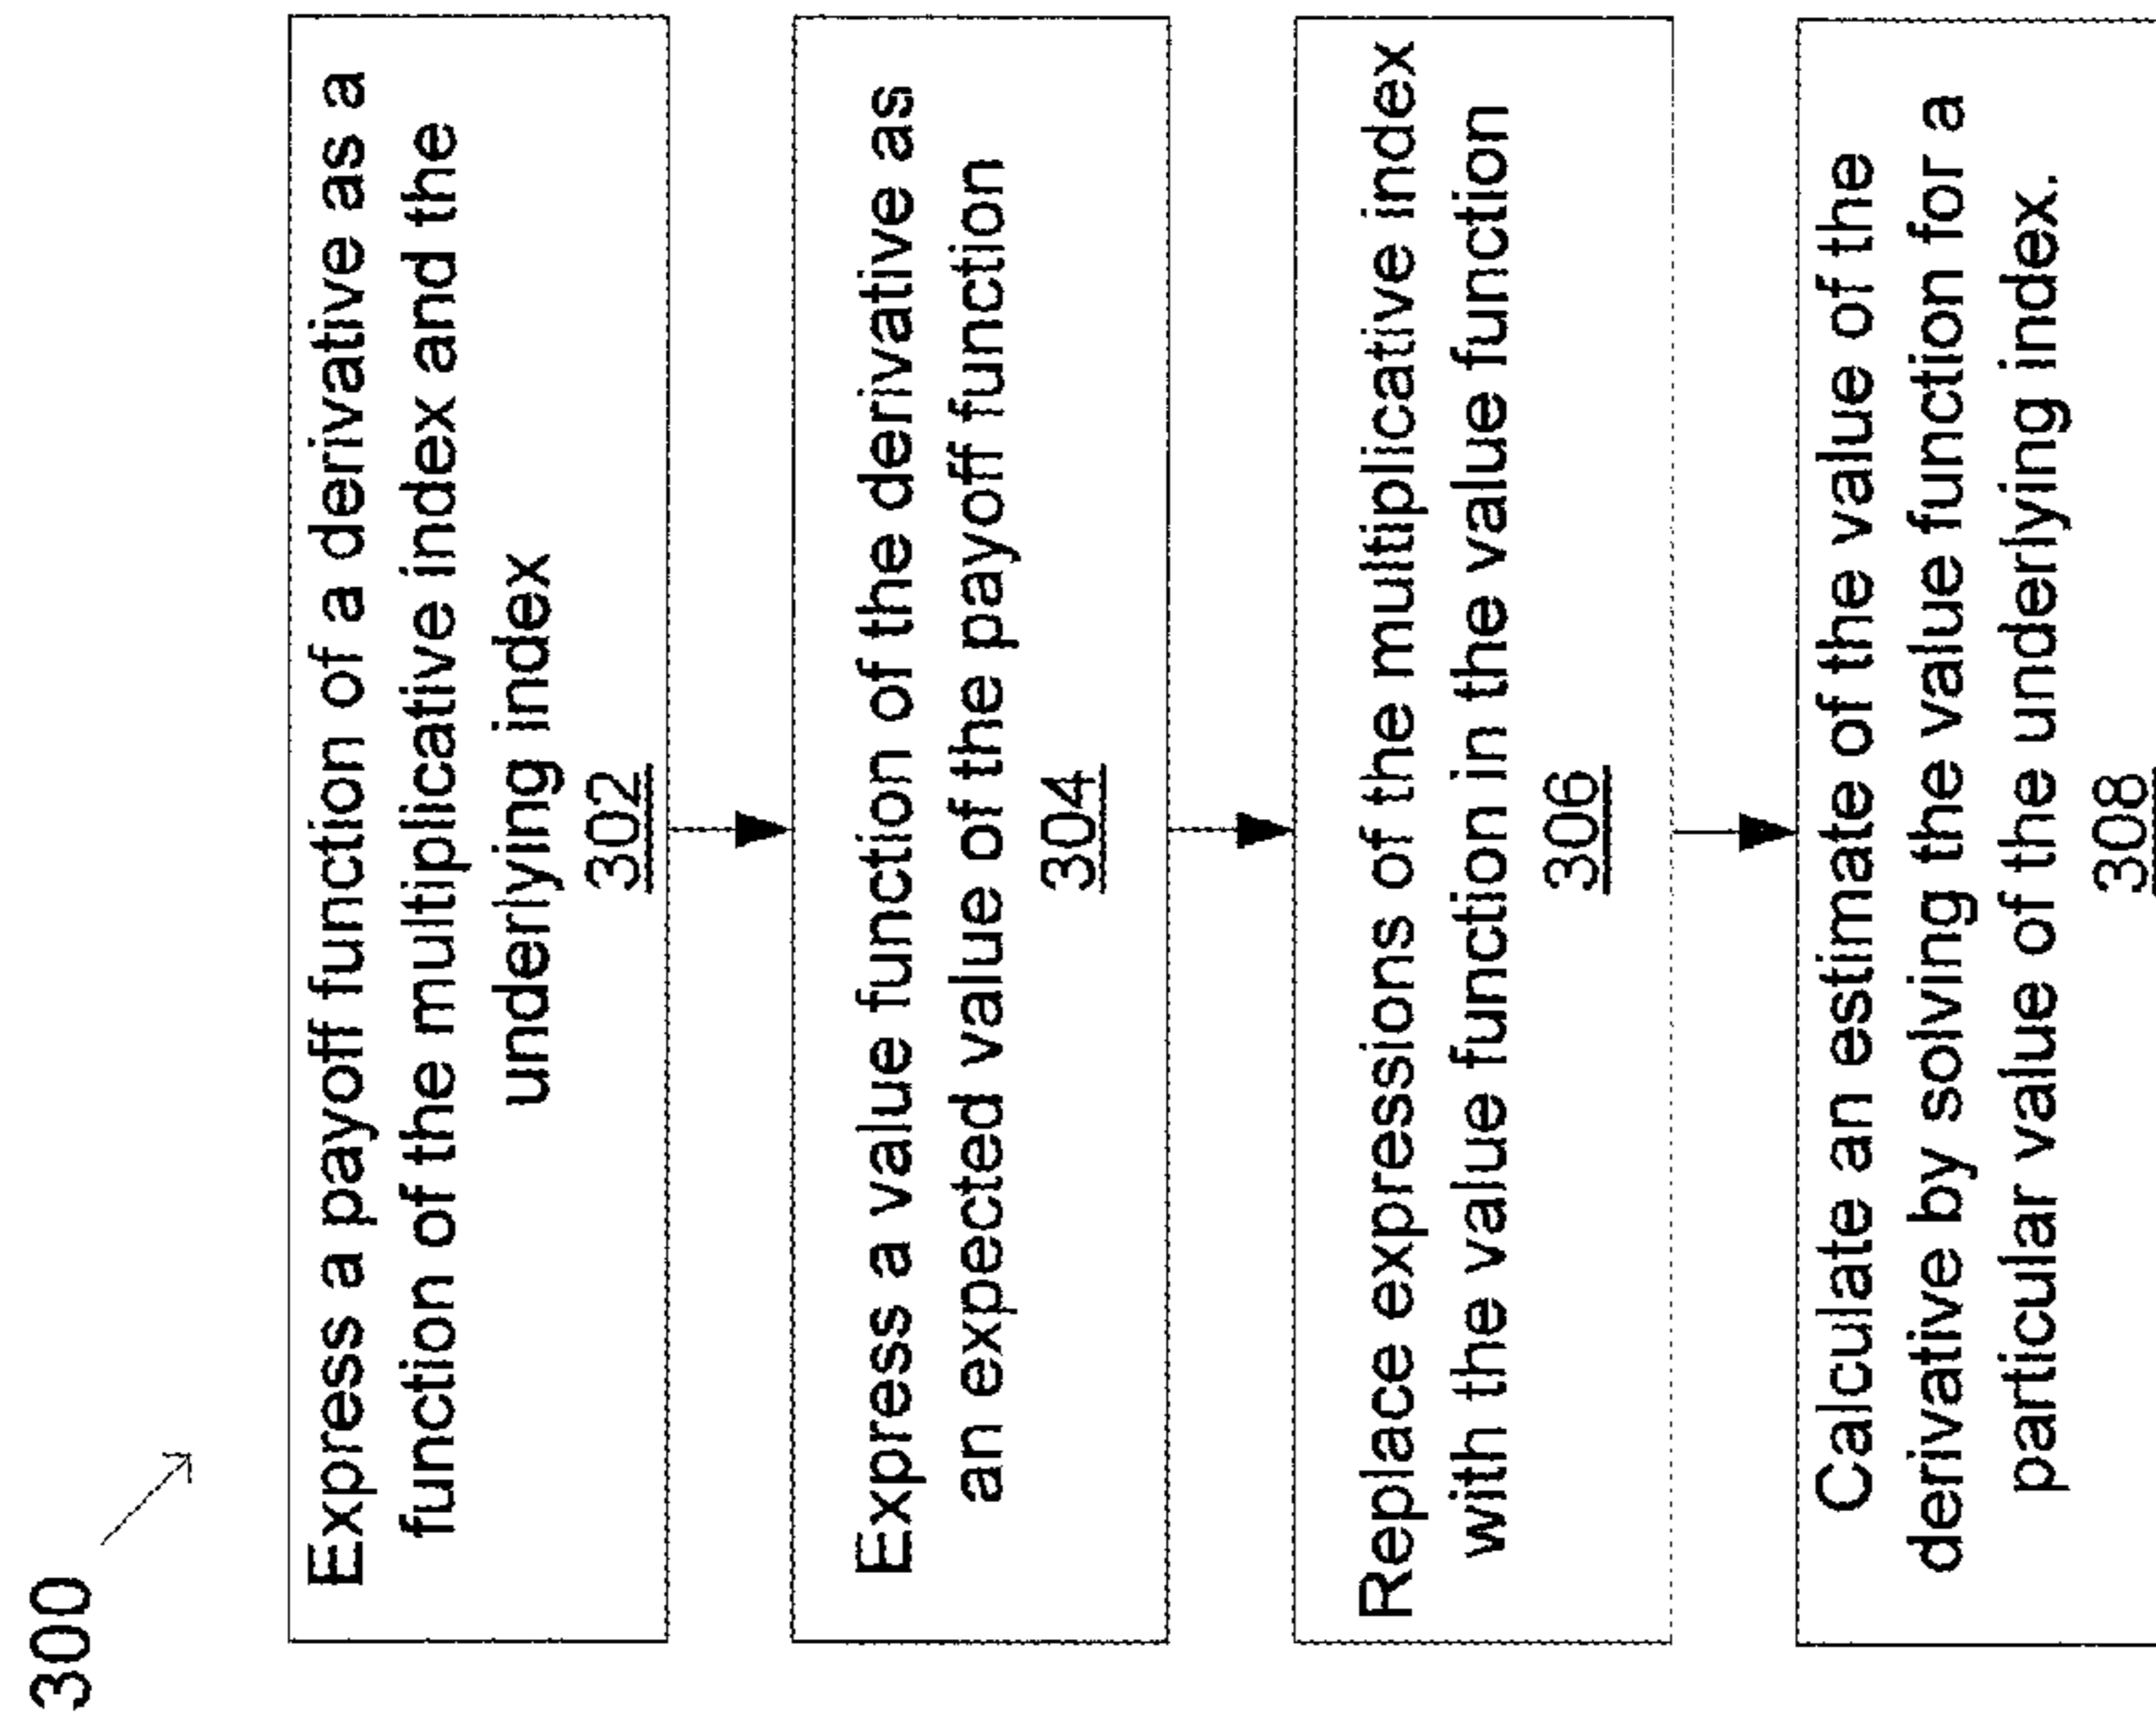 300
Express a payoff function of a derivative as a
function of the multiplicative index and the
underlying index
302
Express a value function of the derivative as
an expected value of the payoff function
304
Replace expressions of the multiplicative index
with the value function in the value function
306
Calculate an estimate of the value of the
derivative by solving the value function for a
particular value of the underlying index.
308